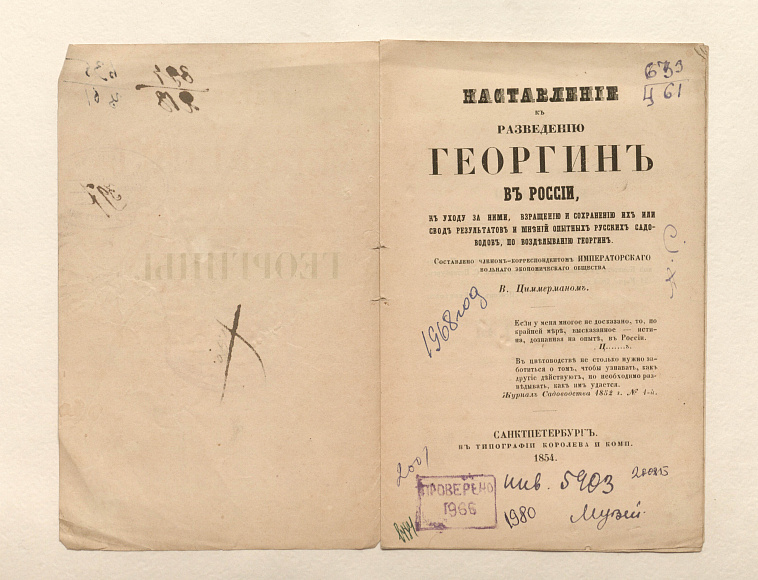 633
Ц 61
НАСТАВЛЕНІЕ
КЪ
РАЗВЕДЕНІЮ
ГЕОРГИНЪ
ВЪ РОССІИ,
КЪ УХОДУ ЗА НИМИ, ВЗРАЩЕНІЮ И СОХРАНЕНІЮ ИХЪ ИЛИ
СВОДЪ РЕЗУЛЬТАТОВЪ И МНѢНІЙ ОПЫТНЫХЪ РУССКИХЪ САДО-
ВОДОВЪ, ПО ВОЗДѢЛЫВАНІЮ ГЕОРГИНЪ.
СОСТАВЛЕНО ЧЛЕНОМЪ-КОРРЕСПОНДЕНТОМЪ ИМПЕРАТОРСКАГО
ВОЛЬНАГО ЭКОНОМИЧЕСКАГО ОБЩЕСТВА
В. Циммерманомъ.
1968 год
Если у меня многое не досказано, то, по
крайней мѣрѣ, высказанное — исти-
на, дознанная на опытѣ, въ Россіи.
Ц.......ъ.
Въ цвѣтоводствѣ не столько нужно за-
ботиться о томъ, чтобы узнавать, какъ
другіе дѣйствуютъ, но необходимо раз-
вѣдывать, какъ имъ удается.
Журналъ Садоводства 1852 г. № 1-й.
САНКТПЕТЕРБУРГЪ.
ВЪ ТИПОГРАФІИ КОРОЛЕВА И КОМП.
1854.
2001
ПРОВЕРЕНО
1966
инв. 5903
1980
Музей